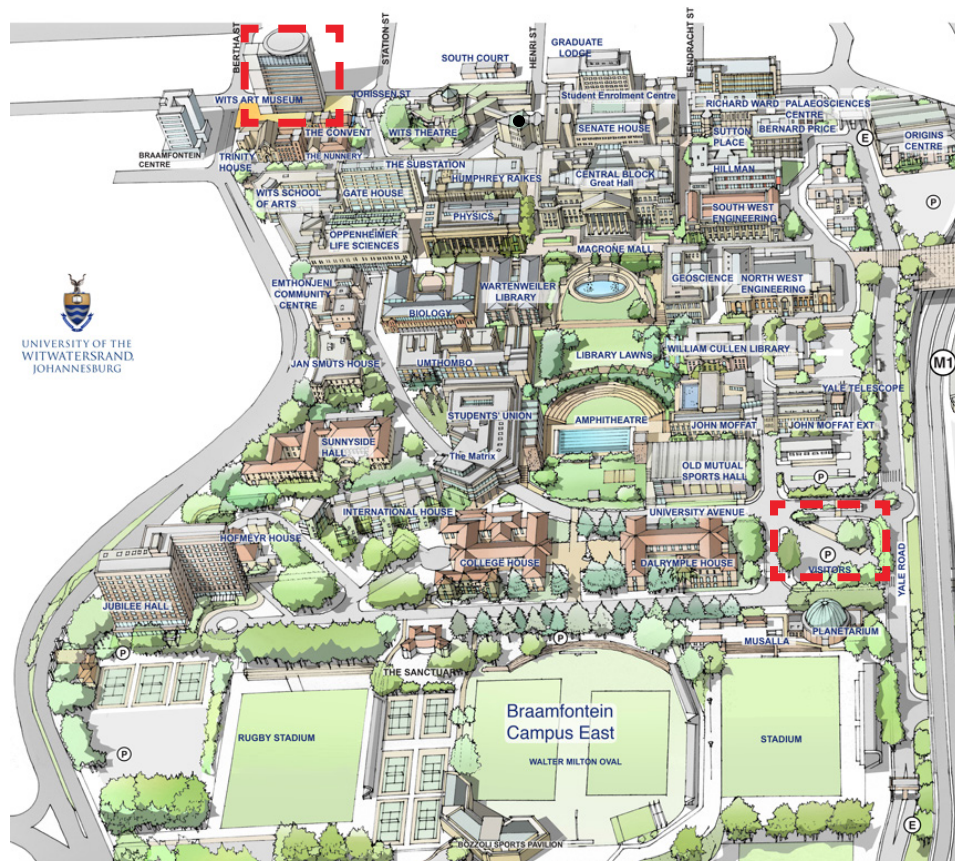 BERTHA ST
STATION ST
HENRI ST.
EENDRACHT ST
GRADUATE
LODGE
SOUTH COURT
WITS ART MUSEUM
JORISSEN ST
Student Enrolment Centre
RICHARD WARD
PALAEOSCIENCES
CENTRE
THE CONVENT
WITS THEATRE
SENATE HOUSE
SUTTON
PLACE
BERNARD PRICE
E
ORIGINS
CENTRE
BRAAMFONTEIN
CENTRE
TRINITY
HOUSE
THE NUNNERY
THE SUBSTATION
HUMPHREY RAIKES
CENTRAL BLOCK
Great Hall
HILLMAN
WITS SCHOOL
OF ARTS
GATE HOUSE
PHYSICS
SOUTH WEST
ENGINEERING
P
OPPENHEIMER
LIFE SCIENCES
MACRONE MALL
EMTHONJENI
COMMUNITY
CENTRE
BIOLOGY
WARTENWEILER
LIBRARY
GEOSCIENCE
NORTH WEST
ENGINEERING
UNIVERSITY OF THE
WITWATERSRAND,
JOHANNESBURG
JAN SMUTS HOUSE
UMTHOMBO
LIBRARY LAWNS
WILLIAM CULLEN LIBRARY
M1
YALE TELESCOPE
STUDENTS' UNION
AMPHITHEATRE
JOHN MOFFAT
JOHN MOFFAT EXT
SUNNYSIDE
HALL
The Matrix
OLD MUTUAL
SPORTS HALL
P
INTERNATIONAL HOUSE
UNIVERSITY AVENUE
HOFMEYR HOUSE
COLLEGE HOUSE
DALRYMPLE HOUSE
P
VISITORS
YALE ROAD
JUBILEE HALL
P
P
MUSALLA
PLANETARIUM
THE SANCTUARY
Braamfontein
Campus East
RUGBY STADIUM
STADIUM
P
WALTER MILTON OVAL
E
BOZZOLI SPORTS PAVILION